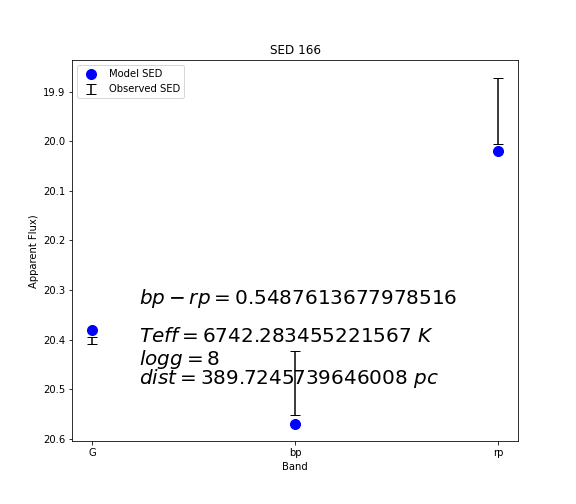 SED 166
Model SED
Observed SED
Apparent Flux)
19.9
20.0
20.1
20.2
20.3
20.4
20.5
20.6
bp − rp = 0.5487613677978516
Teff = 6742.283455221567 K
logg = 8
dist = 389.7245739646008 pc
G bp rp
Band